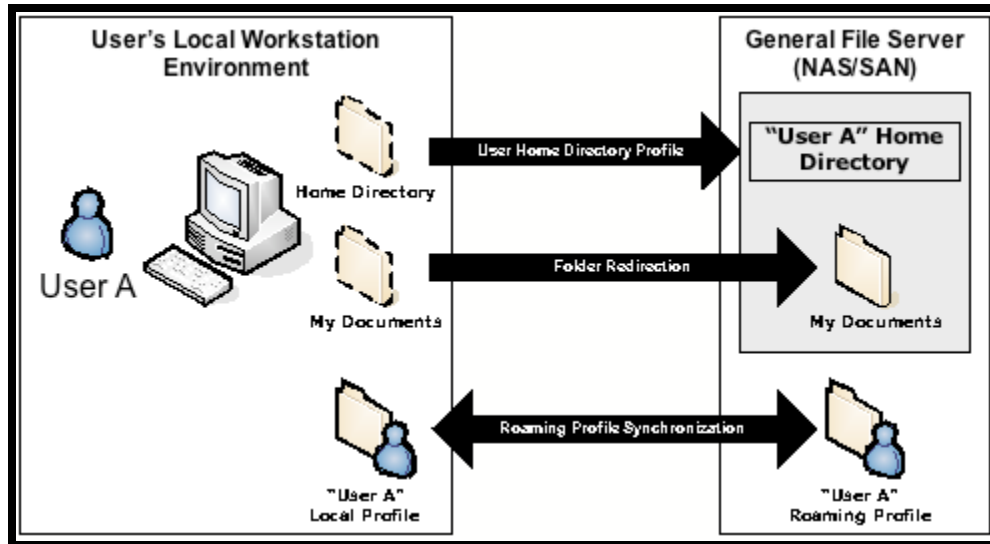 User's Local Workstation
Environment
General File Server
(NAS/SAN)
Home Directory
User Home Directory Profile
"User A" Home
Directory
User A
My Documents
Folder Redirection
My Documents
"User A"
Local Profile
Roaming Profile Synchronization
"User A"
Roaming Profile